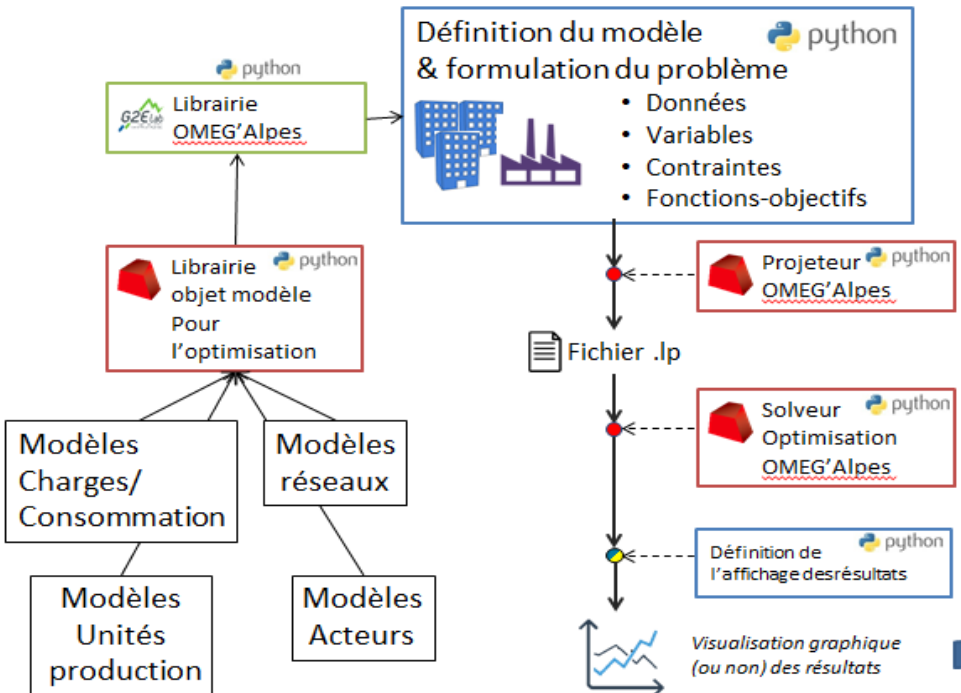 Définition du modèle
& formulation du problème
python
• Données
• Variables
• Contraintes
• Fonctions-objectifs
python
G2Elab
Librairie
OMEG'Alpes
Librairie
objet modèle
Pour
l'optimisation
python
Modèles
Charges/
Consommation
Modèles
réseaux
Modèles
Unités
production
Modèles
Acteurs
Projeteur
OMEG'Alpes
python
Fichier .lp
Solveur
Optimisation
OMEG'Alpes
python
Définition de
l'affichage desrésultats
python
Visualisation graphique
(ou non) des résultats